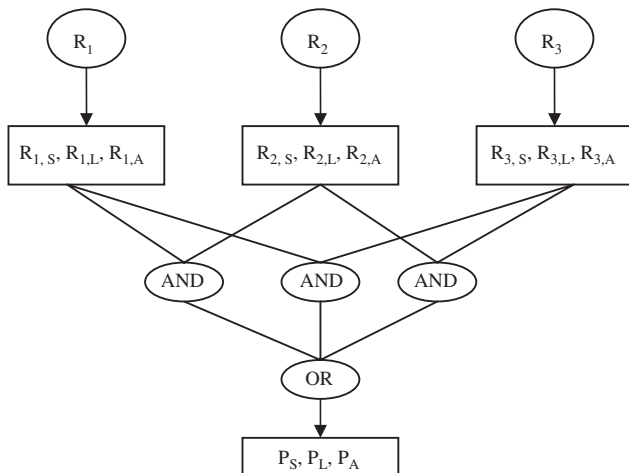 R1
R2
R3
R1, S, R1,L, R1,A
R2, S, R2,L, R2,A
R3, S, R3,L, R3,A
AND
AND
AND
OR
PS, PL, PA